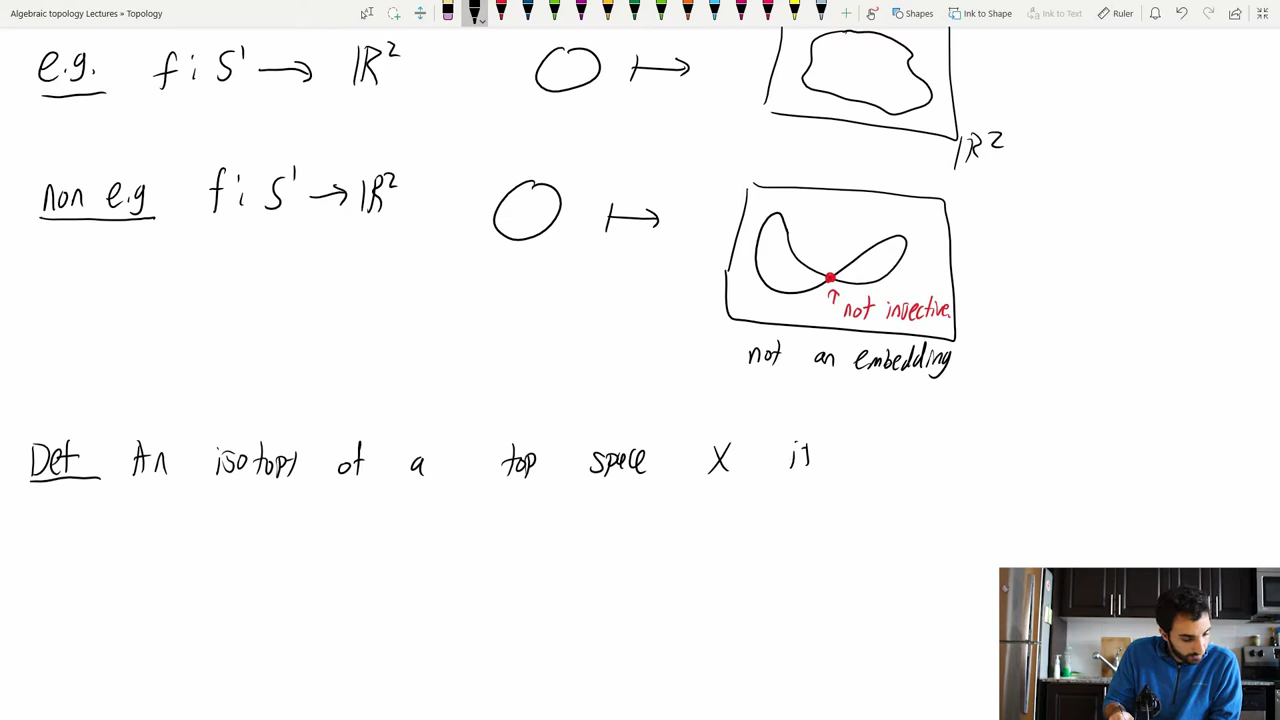 Algebraic topology Lectures » Topology
Shapes
Ink to Shape
Ink to Text
Ruler
e.g. f : S¹ → ℝ² ↦
ℝ²
non e.g f : S¹ → ℝ² ↦
↑ not injective.
not an embedding
Def An isotopy of a top space X is